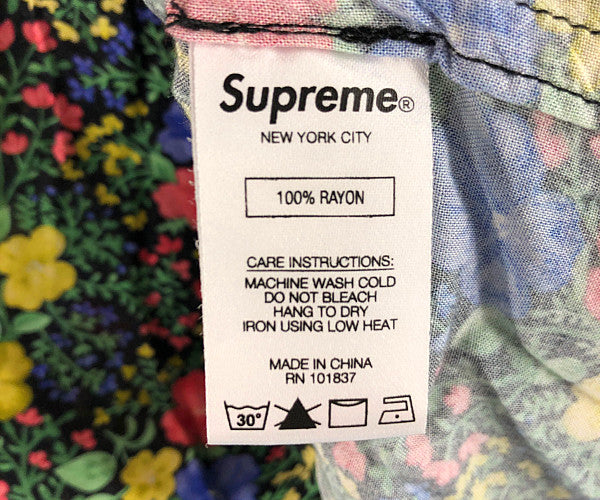 Supreme®
NEW YORK CITY
100% RAYON
CARE INSTRUCTIONS:
MACHINE WASH COLD
DO NOT BLEACH
HANG TO DRY
IRON USING LOW HEAT
MADE IN CHINA
RN 101837
30°